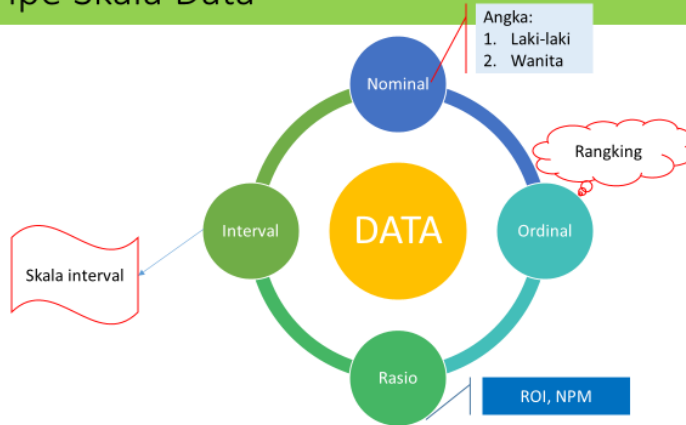 ipe Skala Data
Angka:
1. Laki-laki
2. Wanita
Nominal
Rangking
Interval
DATA
Ordinal
Skala interval
Rasio
ROI, NPM